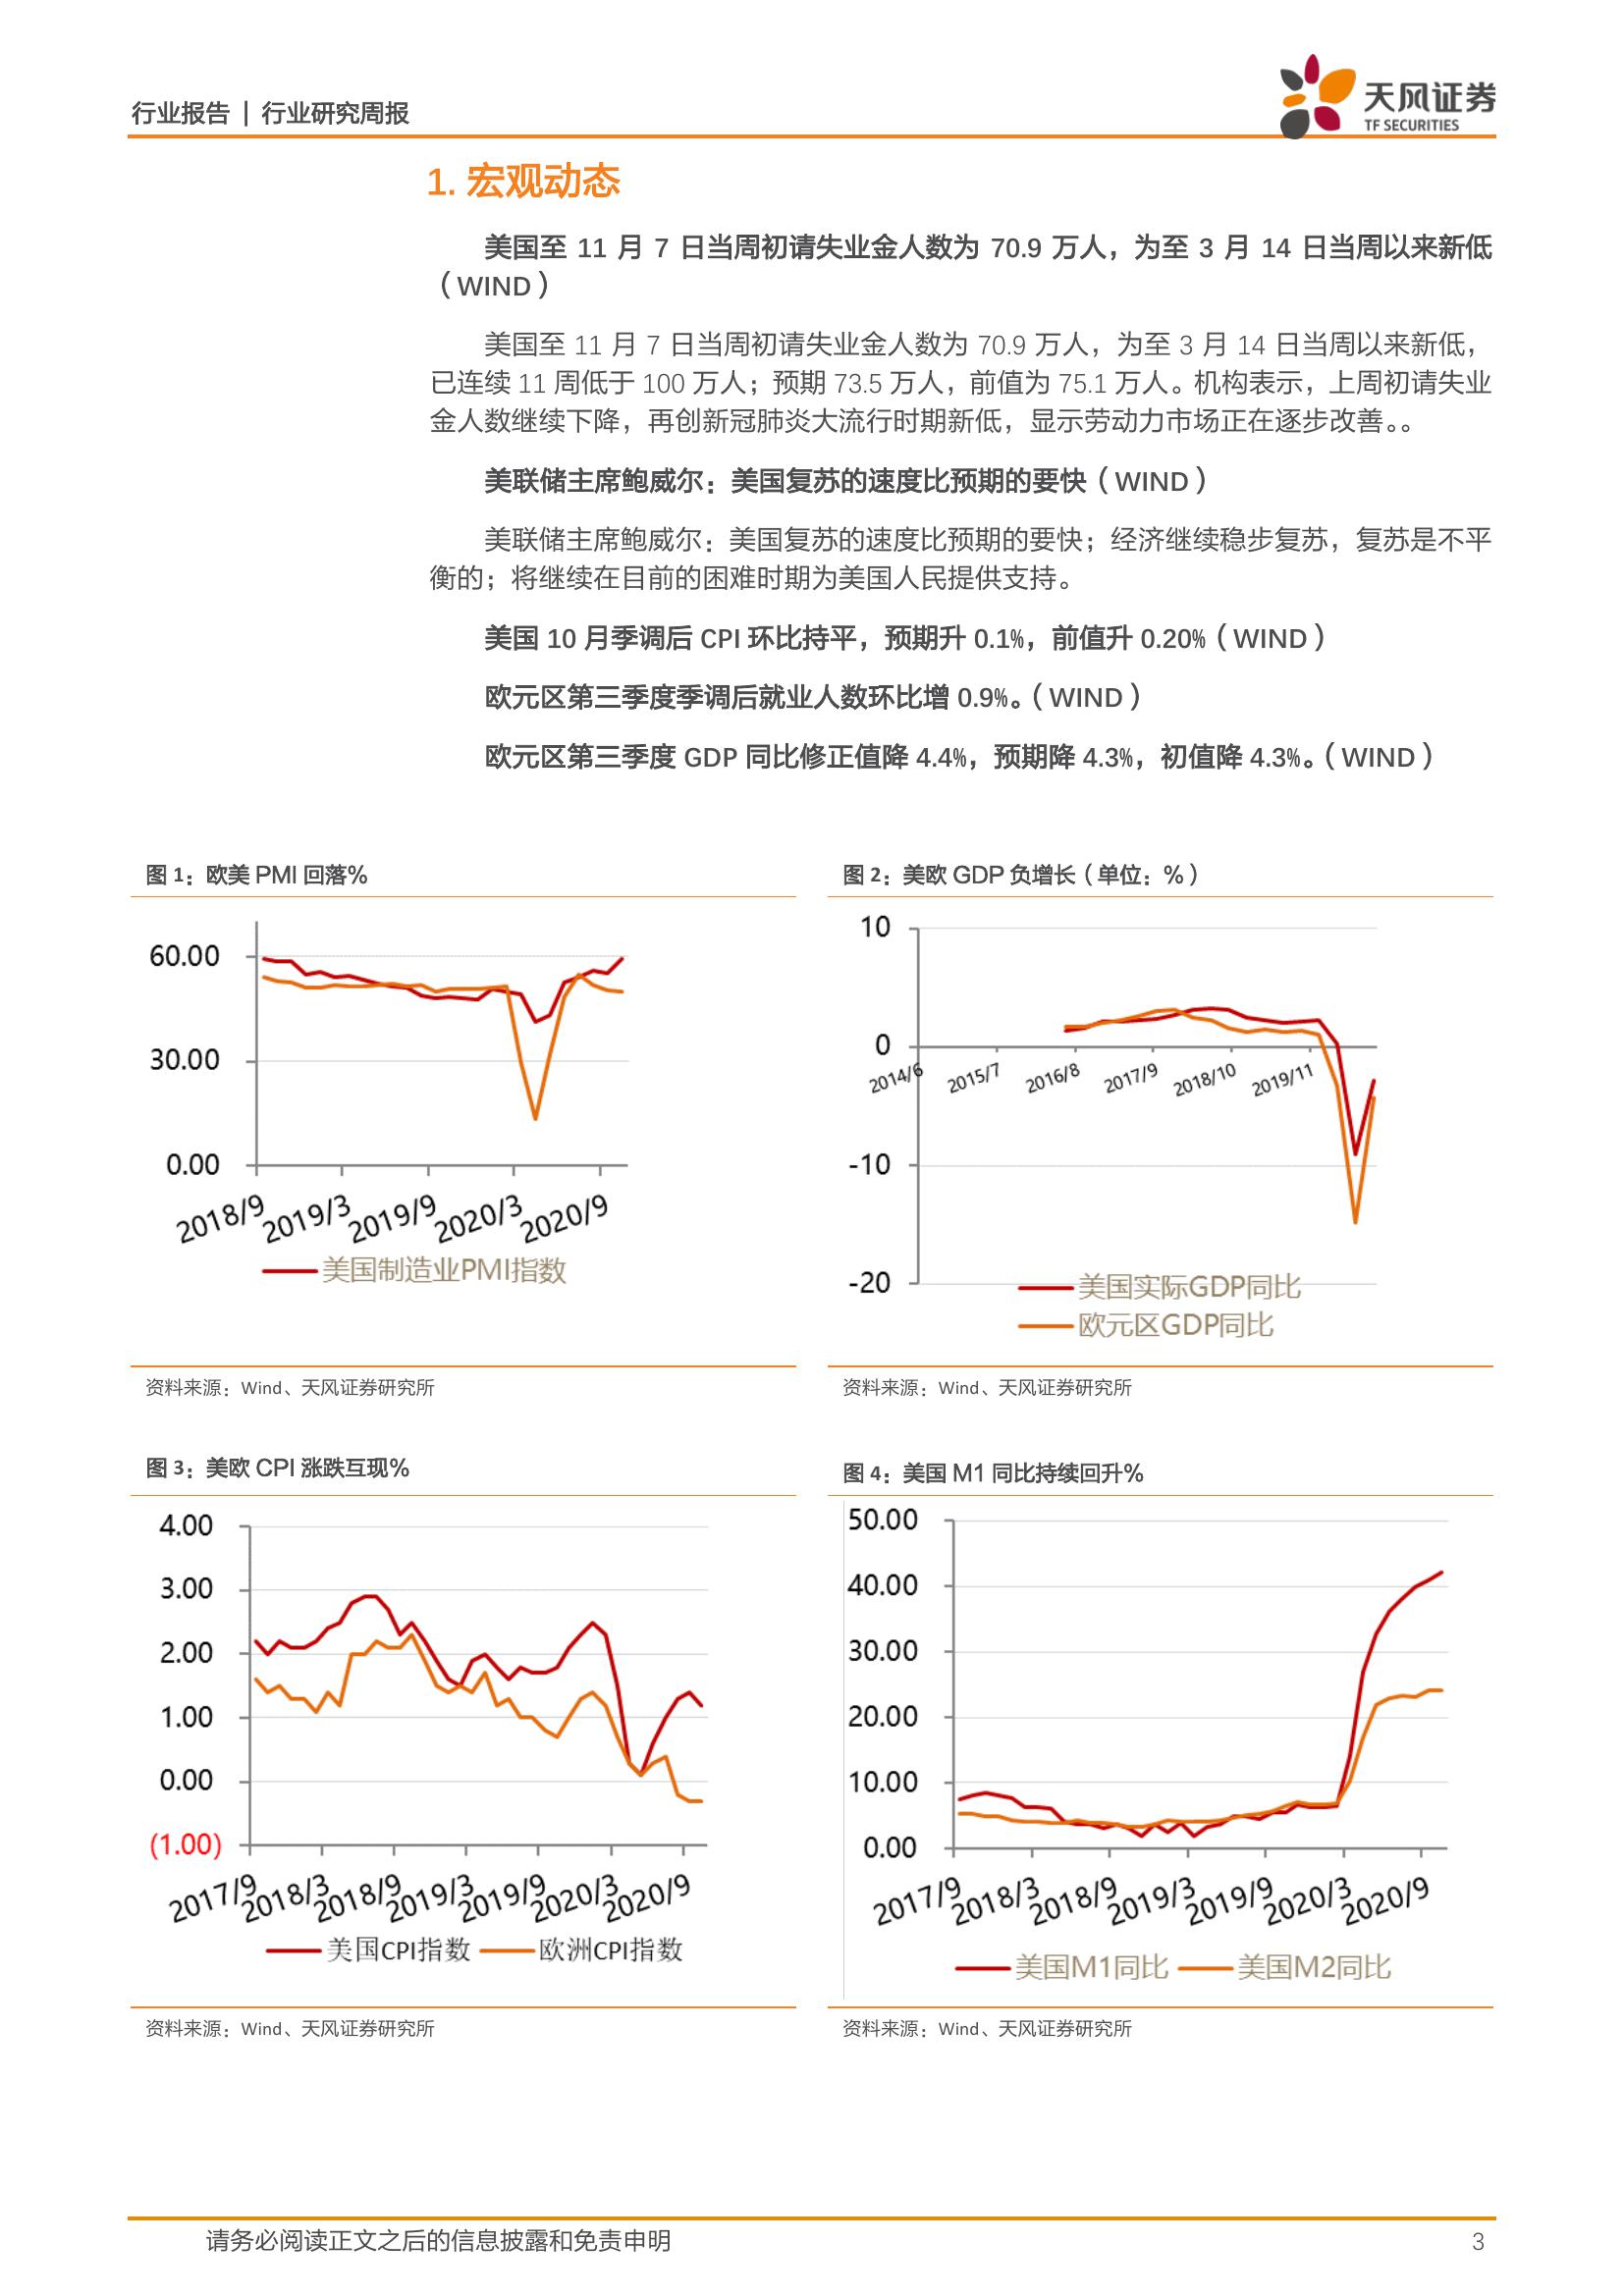 行业报告 | 行业研究周报
天风证券
TF SECURITIES
1. 宏观动态
美国至 11 月 7 日当周初请失业金人数为 70.9 万人，为至 3 月 14 日当周以来新低
（WIND）
美国至 11 月 7 日当周初请失业金人数为 70.9 万人，为至 3 月 14 日当周以来新低，
已连续 11 周低于 100 万人；预期 73.5 万人，前值为 75.1 万人。机构表示，上周初请失业
金人数继续下降，再创新冠肺炎大流行时期新低，显示劳动力市场正在逐步改善。。
美联储主席鲍威尔：美国复苏的速度比预期的要快（WIND）
美联储主席鲍威尔：美国复苏的速度比预期的要快；经济继续稳步复苏，复苏是不平
衡的；将继续在目前的困难时期为美国人民提供支持。
美国 10 月季调后 CPI 环比持平，预期升 0.1%，前值升 0.20%（WIND）
欧元区第三季度季调后就业人数环比增 0.9%。（WIND）
欧元区第三季度 GDP 同比修正值降 4.4%，预期降 4.3%，初值降 4.3%。（WIND）
图 1：欧美 PMI 回落%
60.00
30.00
0.00
2018/9 2019/3 2019/9 2020/3 2020/9
美国制造业PMI指数
资料来源：Wind、天风证券研究所
图 2：美欧 GDP 负增长（单位：%）
10
0
-10
-20
2014/6 2015/7 2016/8 2017/9 2018/10 2019/11
美国实际GDP同比
欧元区GDP同比
资料来源：Wind、天风证券研究所
图 3：美欧 CPI 涨跌互现%
4.00
3.00
2.00
1.00
0.00
(1.00)
2017/9 2018/3 2018/9 2019/3 2019/9 2020/3 2020/9
美国CPI指数 欧洲CPI指数
资料来源：Wind、天风证券研究所
图 4：美国 M1 同比持续回升%
50.00
40.00
30.00
20.00
10.00
0.00
2017/9 2018/3 2018/9 2019/3 2019/9 2020/3 2020/9
美国M1同比 美国M2同比
资料来源：Wind、天风证券研究所
请务必阅读正文之后的信息披露和免责申明
3